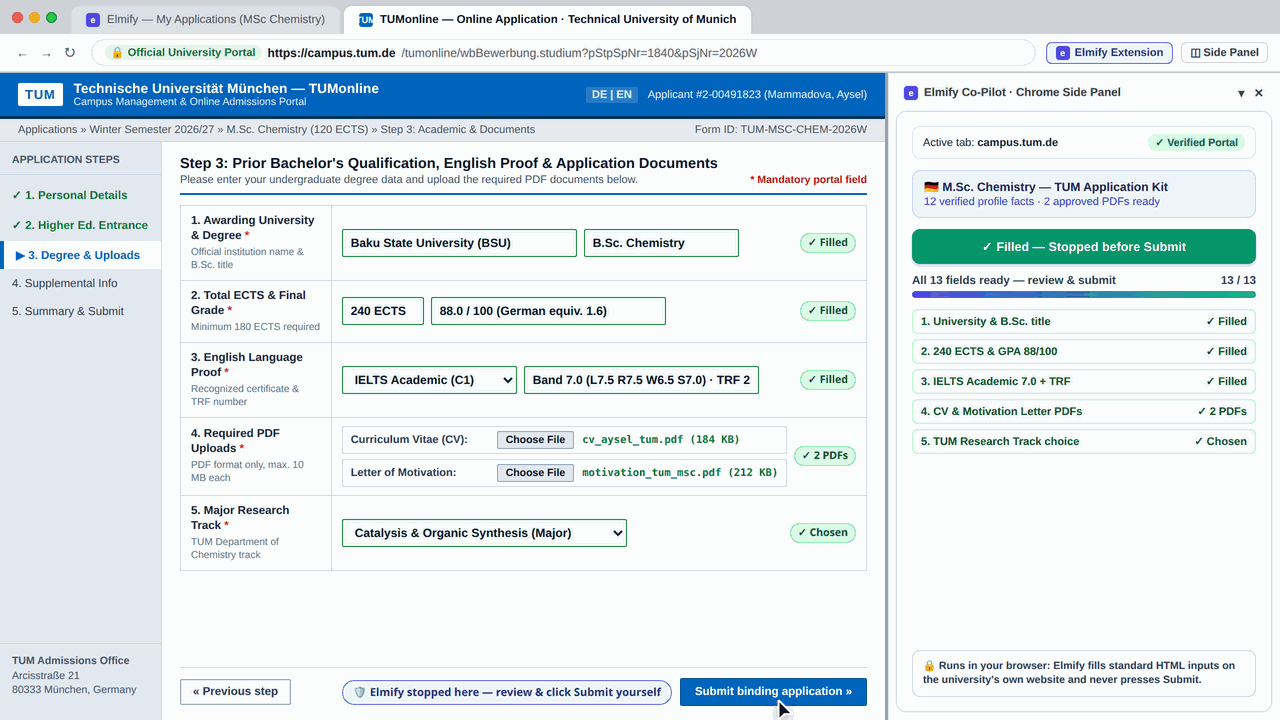 e Elmify — My Applications (MSc Chemistry)
TUM TUMonline — Online Application · Technical University of Munich
← → ↻ 🔒 Official University Portal https://campus.tum.de /tumonline/wbBewerbung.studium?pStpSpNr=1840&pSjNr=2026W
e Elmify Extension
Side Panel
TUM
Technische Universität München — TUMonline
Campus Management & Online Admissions Portal
DE | EN
Applicant #2-00491823 (Mammadova, Aysel)
Applications » Winter Semester 2026/27 » M.Sc. Chemistry (120 ECTS) » Step 3: Academic & Documents
Form ID: TUM-MSC-CHEM-2026W
APPLICATION STEPS
✓ 1. Personal Details
✓ 2. Higher Ed. Entrance
▶ 3. Degree & Uploads
4. Supplemental Info
5. Summary & Submit
TUM Admissions Office
Arcisstraße 21
80333 München, Germany
Step 3: Prior Bachelor's Qualification, English Proof & Application Documents
Please enter your undergraduate degree data and upload the required PDF documents below.
* Mandatory portal field
1. Awarding University
& Degree *
Official institution name &
B.Sc. title
Baku State University (BSU)
B.Sc. Chemistry
✓ Filled
2. Total ECTS & Final
Grade *
Minimum 180 ECTS required
240 ECTS
88.0 / 100 (German equiv. 1.6)
✓ Filled
3. English Language
Proof *
Recognized certificate &
TRF number
IELTS Academic (C1)
Band 7.0 (L7.5 R7.5 W6.5 S7.0) · TRF 2
✓ Filled
4. Required PDF
Uploads *
PDF format only, max. 10
MB each
Curriculum Vitae (CV):
Choose File
cv_aysel_tum.pdf (184 KB)
Letter of Motivation:
Choose File
motivation_tum_msc.pdf (212 KB)
✓ 2 PDFs
5. Major Research
Track *
TUM Department of
Chemistry track
Catalysis & Organic Synthesis (Major)
✓ Chosen
« Previous step
🛡️ Elmify stopped here — review & click Submit yourself
Submit binding application »
e Elmify Co-Pilot · Chrome Side Panel
▼ ✕
Active tab: campus.tum.de
✓ Verified Portal
🇩🇪 M.Sc. Chemistry — TUM Application Kit
12 verified profile facts · 2 approved PDFs ready
✓ Filled — Stopped before Submit
All 13 fields ready — review & submit
13 / 13
1. University & B.Sc. title
✓ Filled
2. 240 ECTS & GPA 88/100
✓ Filled
3. IELTS Academic 7.0 + TRF
✓ Filled
4. CV & Motivation Letter PDFs
✓ 2 PDFs
5. TUM Research Track choice
✓ Chosen
🔒 Runs in your browser: Elmify fills standard HTML inputs on
the university's own website and never presses Submit.